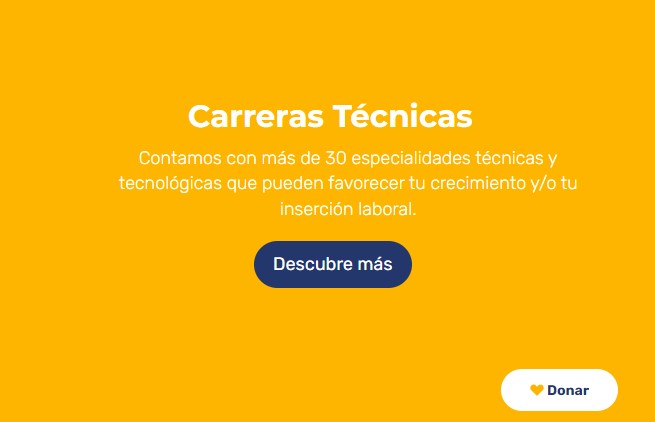 Carreras Técnicas
Contamos con más de 30 especialidades técnicas y
tecnológicas que pueden favorecer tu crecimiento y/o tu
inserción laboral.
Descubre más
Donar